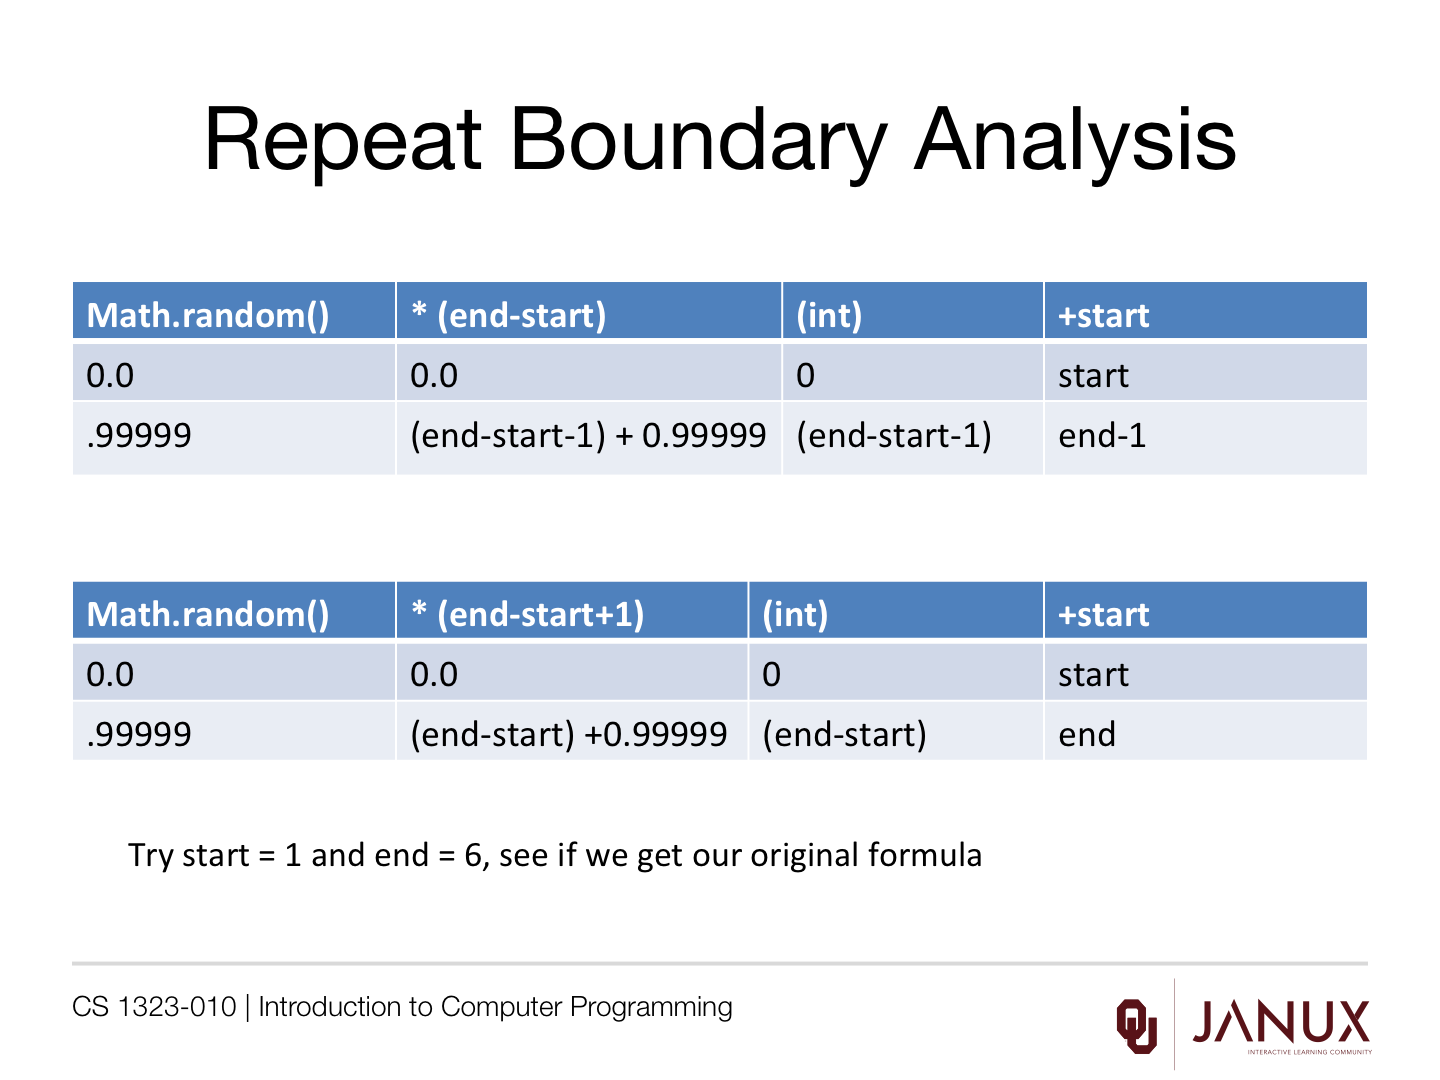 Repeat Boundary Analysis
Math.random() * (end-start) (int) +start
0.0 0.0 0 start
.99999 (end-start-1) + 0.99999 (end-start-1) end-1
Math.random() * (end-start+1) (int) +start
0.0 0.0 0 start
.99999 (end-start) +0.99999 (end-start) end
Try start = 1 and end = 6, see if we get our original formula
CS 1323-010 | Introduction to Computer Programming
OU JANUX
INTERACTIVE LEARNING COMMUNITY